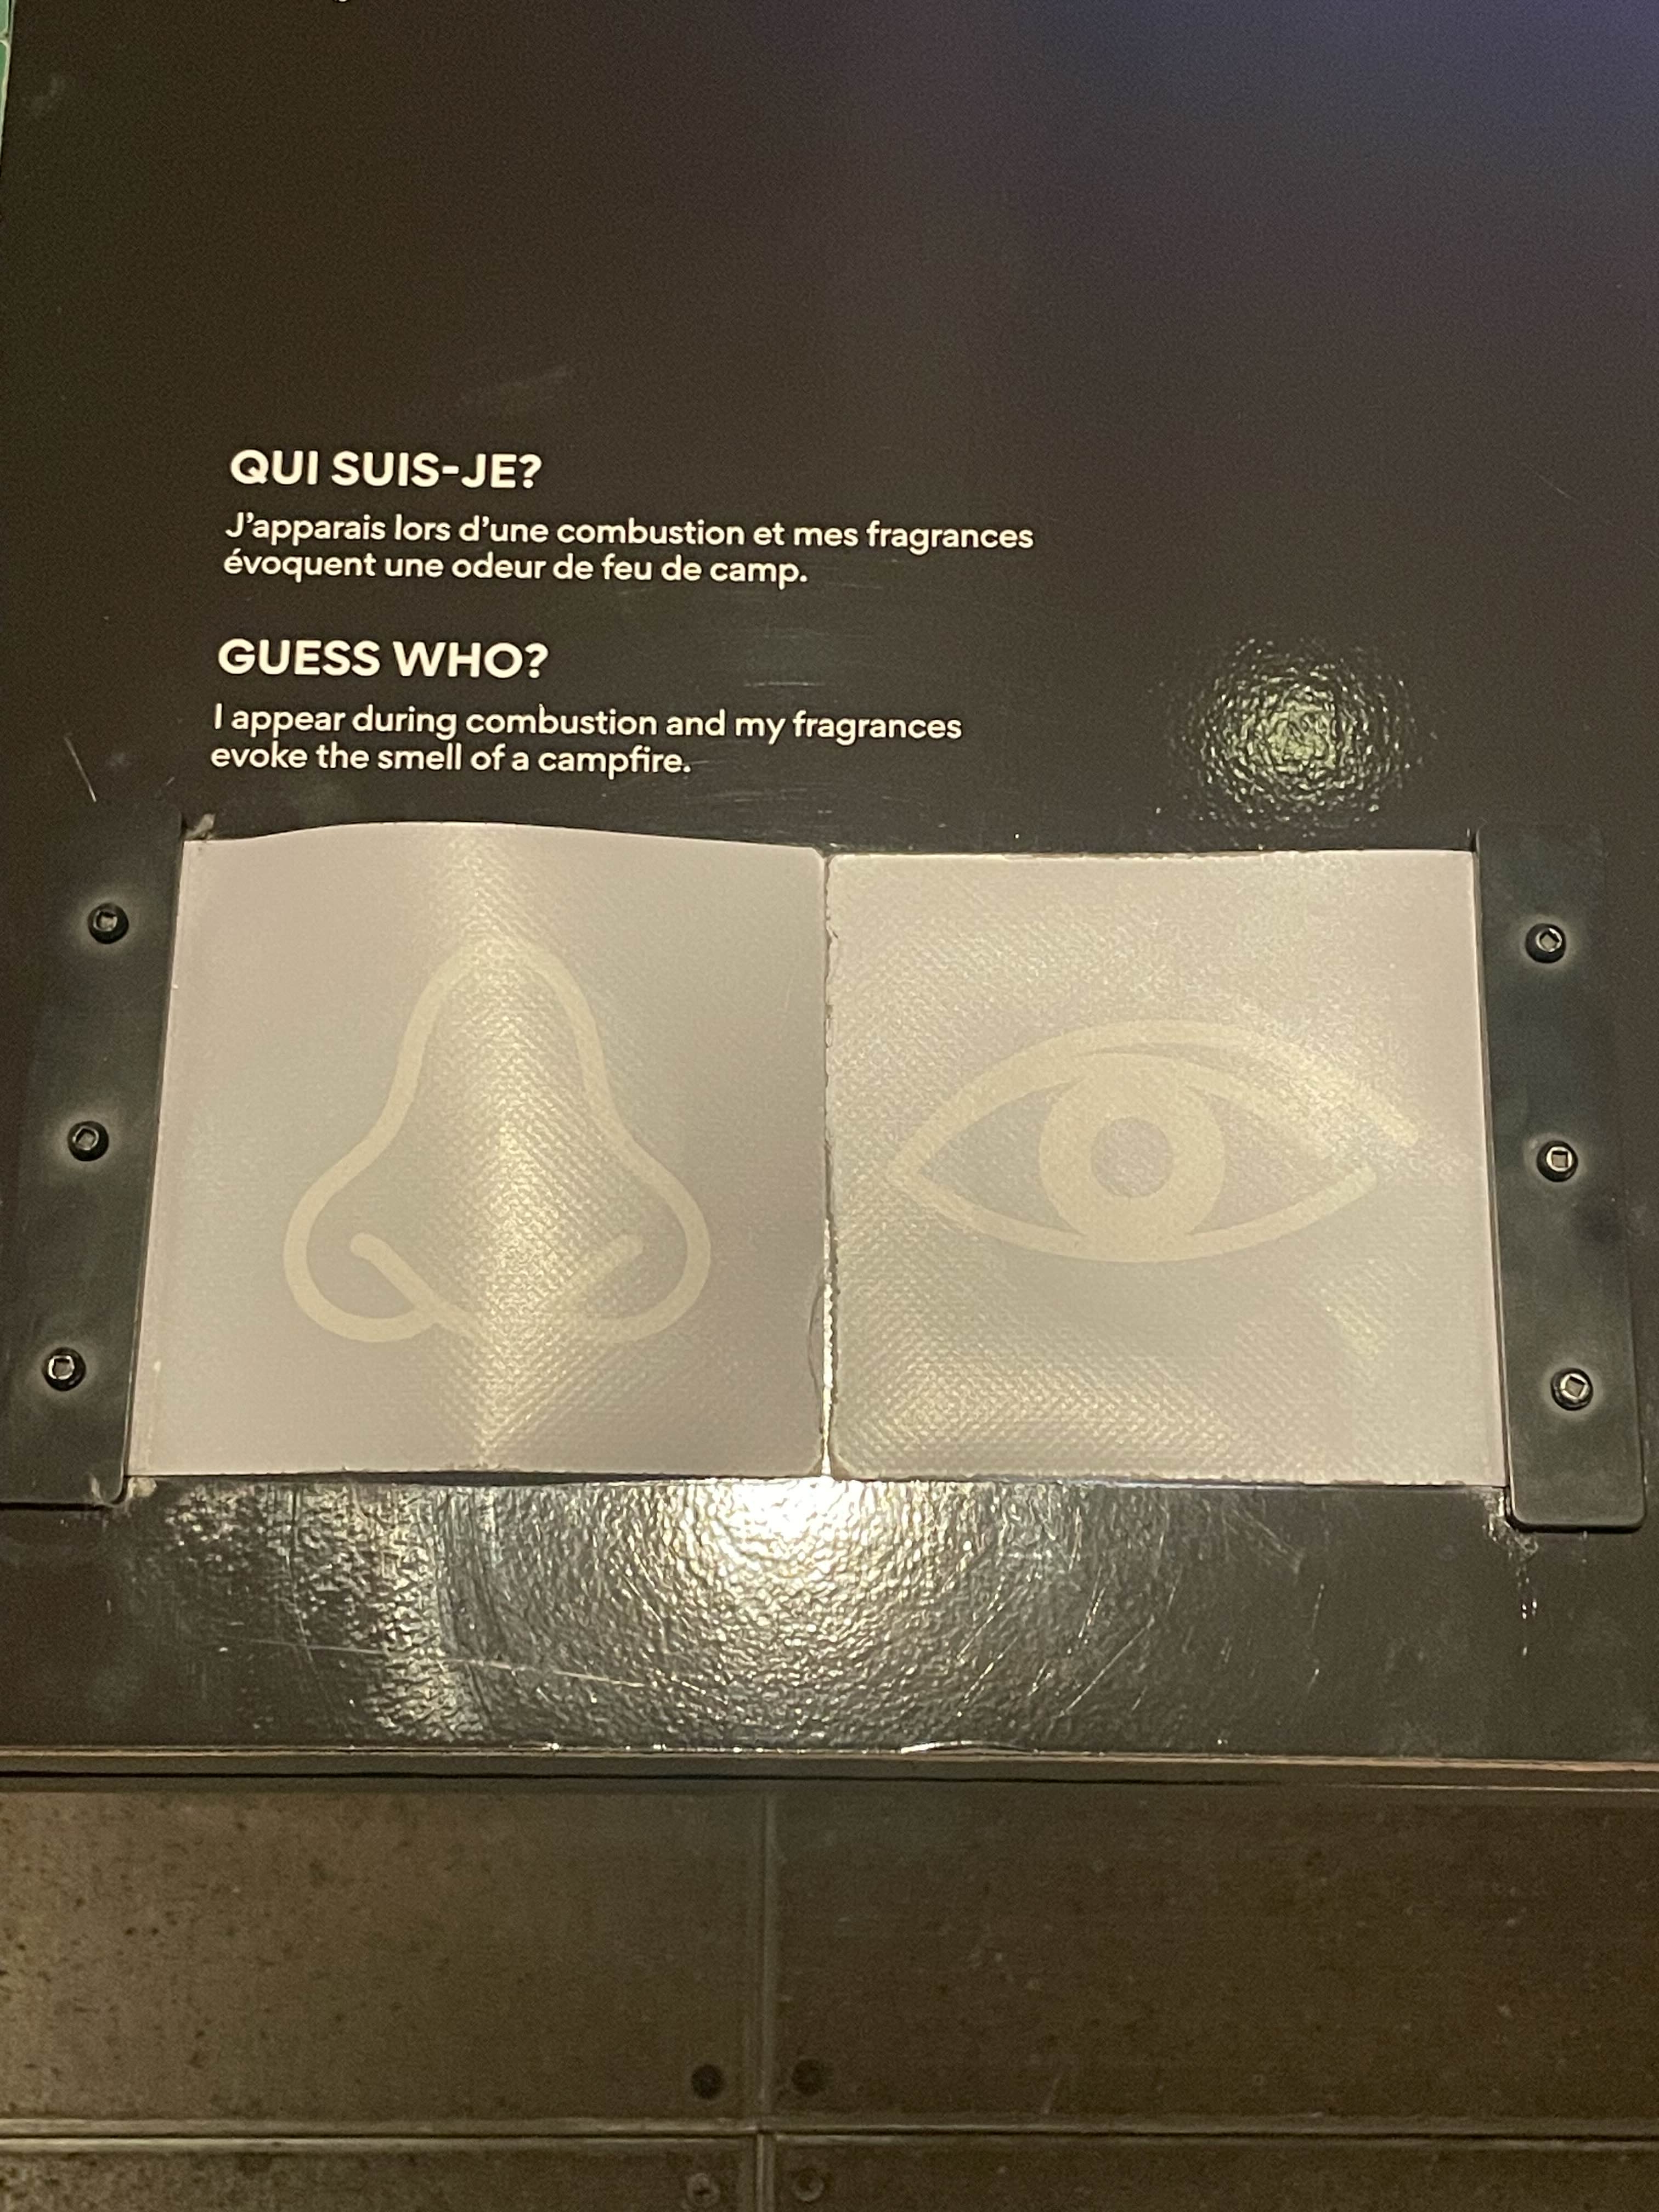 QUI SUIS-JE?
J'apparais lors d'une combustion et mes fragrances
évoquent une odeur de feu de camp.
GUESS WHO?
I appear during combustion and my fragrances
evoke the smell of a campfire.